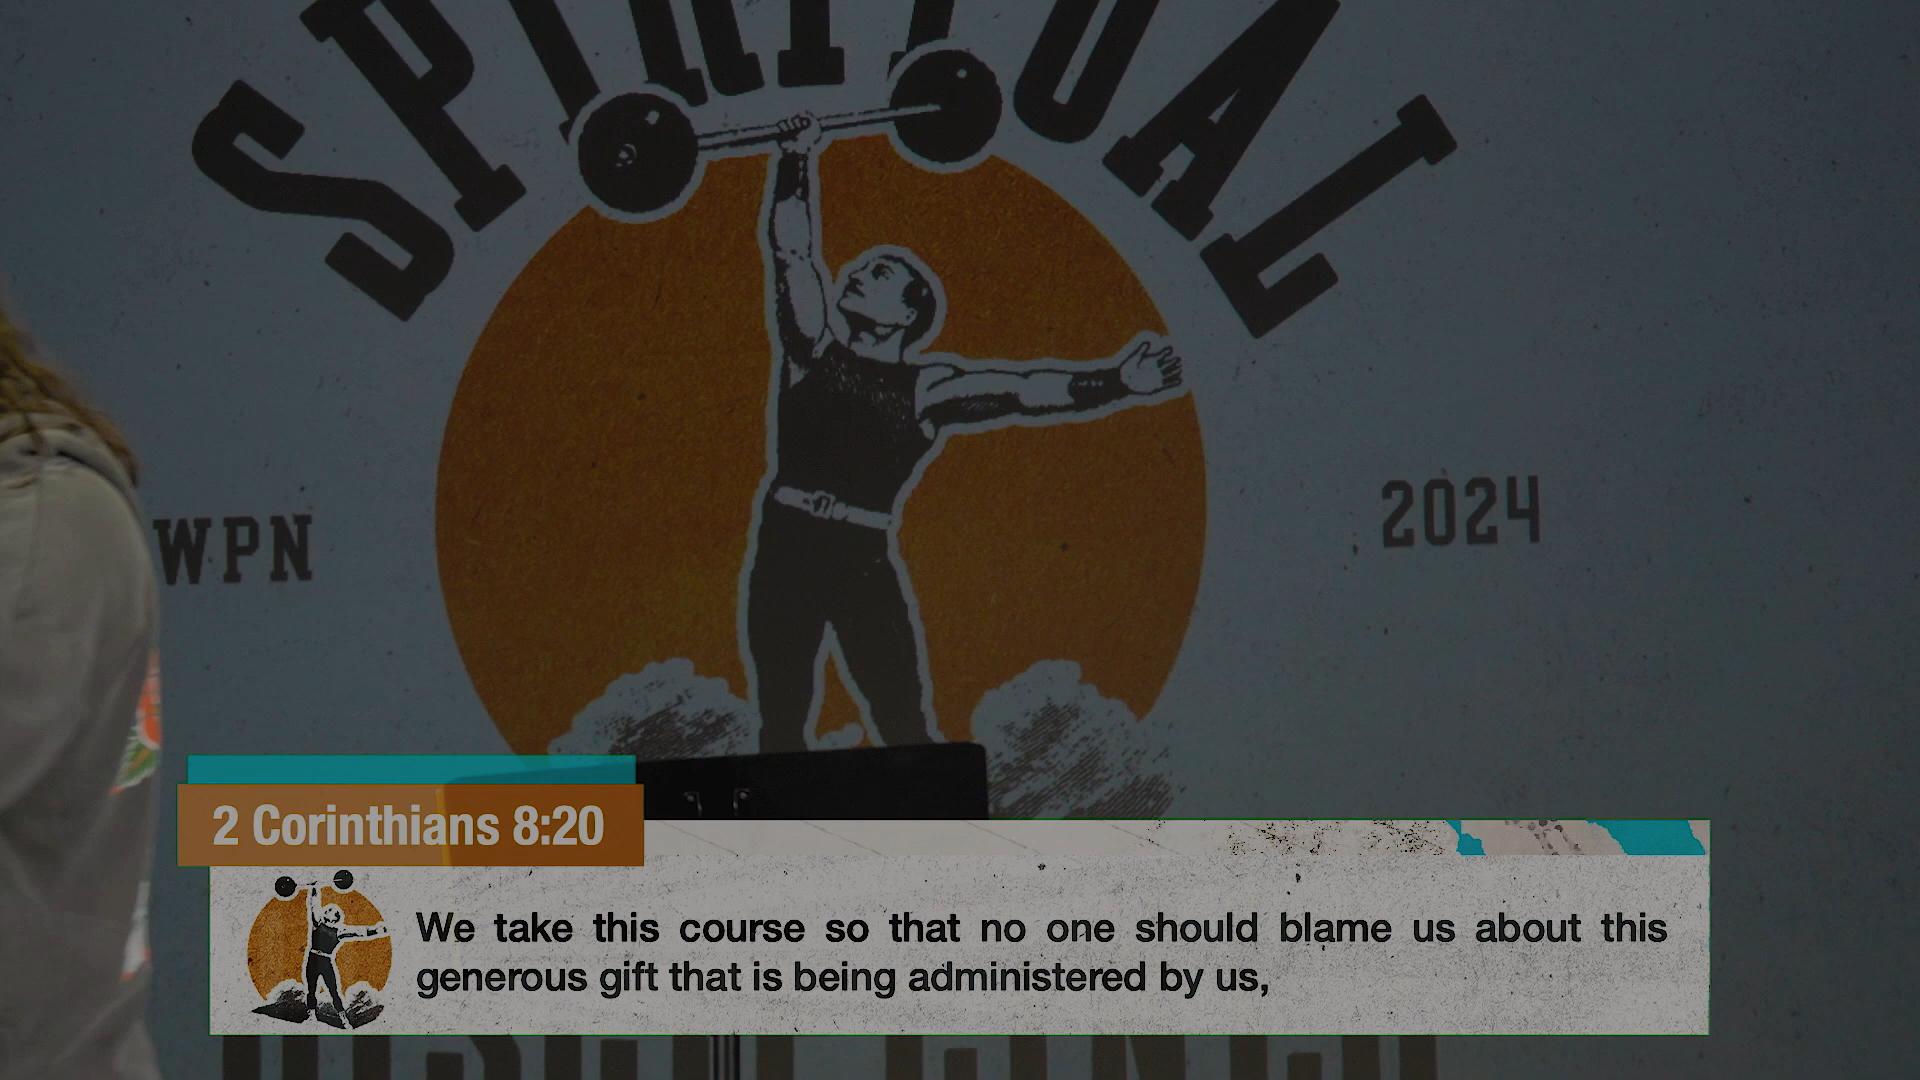 SPIRITUAL
WPN
2024
2 Corinthians 8:20
We take this course so that no one should blame us about this
generous gift that is being administered by us,